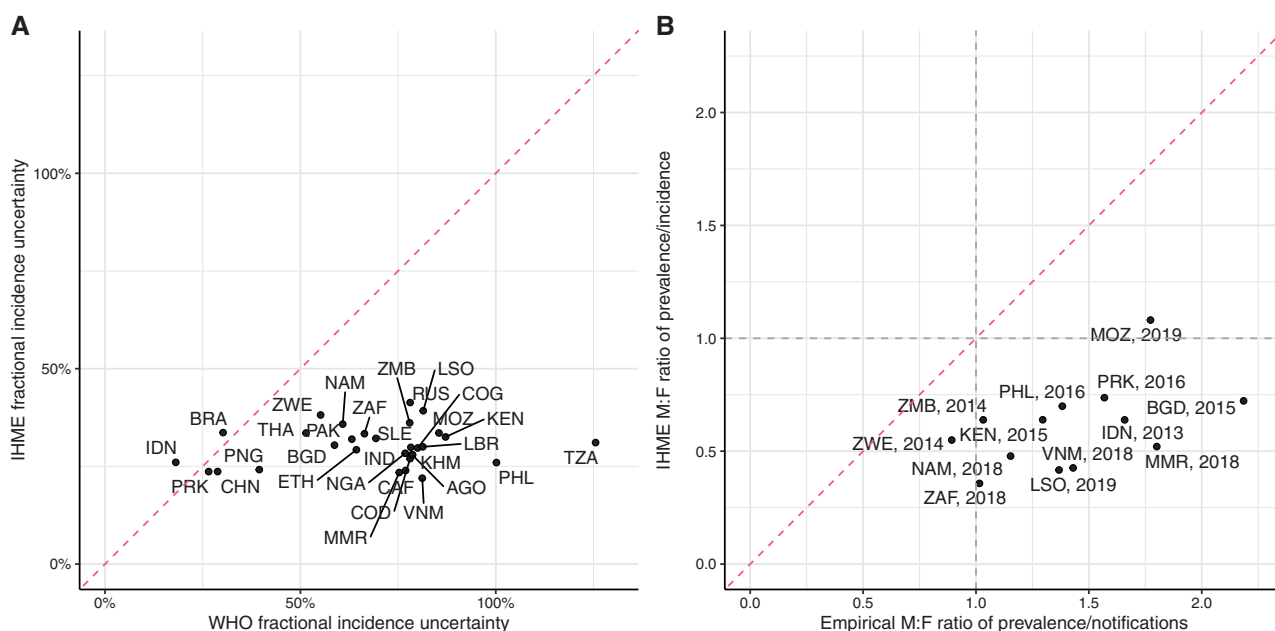 A
IHME fractional incidence uncertainty
100%
50%
0%
0%
50%
100%
WHO fractional incidence uncertainty
ZMB
LSO
NAM
RUS
COG
BRA
ZWE
ZAF
MOZ
KEN
THA
PAK
SLE
IDN
PNG
BGD
IND
LBR
KHM
TZA
PRK
CHN
ETH
NGA
CAF
AGO
PHL
COD
VNM
MMR
B
IHME M:F ratio of prevalence/incidence
2.0
1.5
1.0
0.5
0.0
0.0
0.5
1.0
1.5
2.0
Empirical M:F ratio of prevalence/notifications
MOZ, 2019
PHL, 2016
PRK, 2016
ZMB, 2014
BGD, 2015
ZWE, 2014
KEN, 2015
IDN, 2013
NAM, 2018
VNM, 2018
MMR, 2018
ZAF, 2018
LSO, 2019